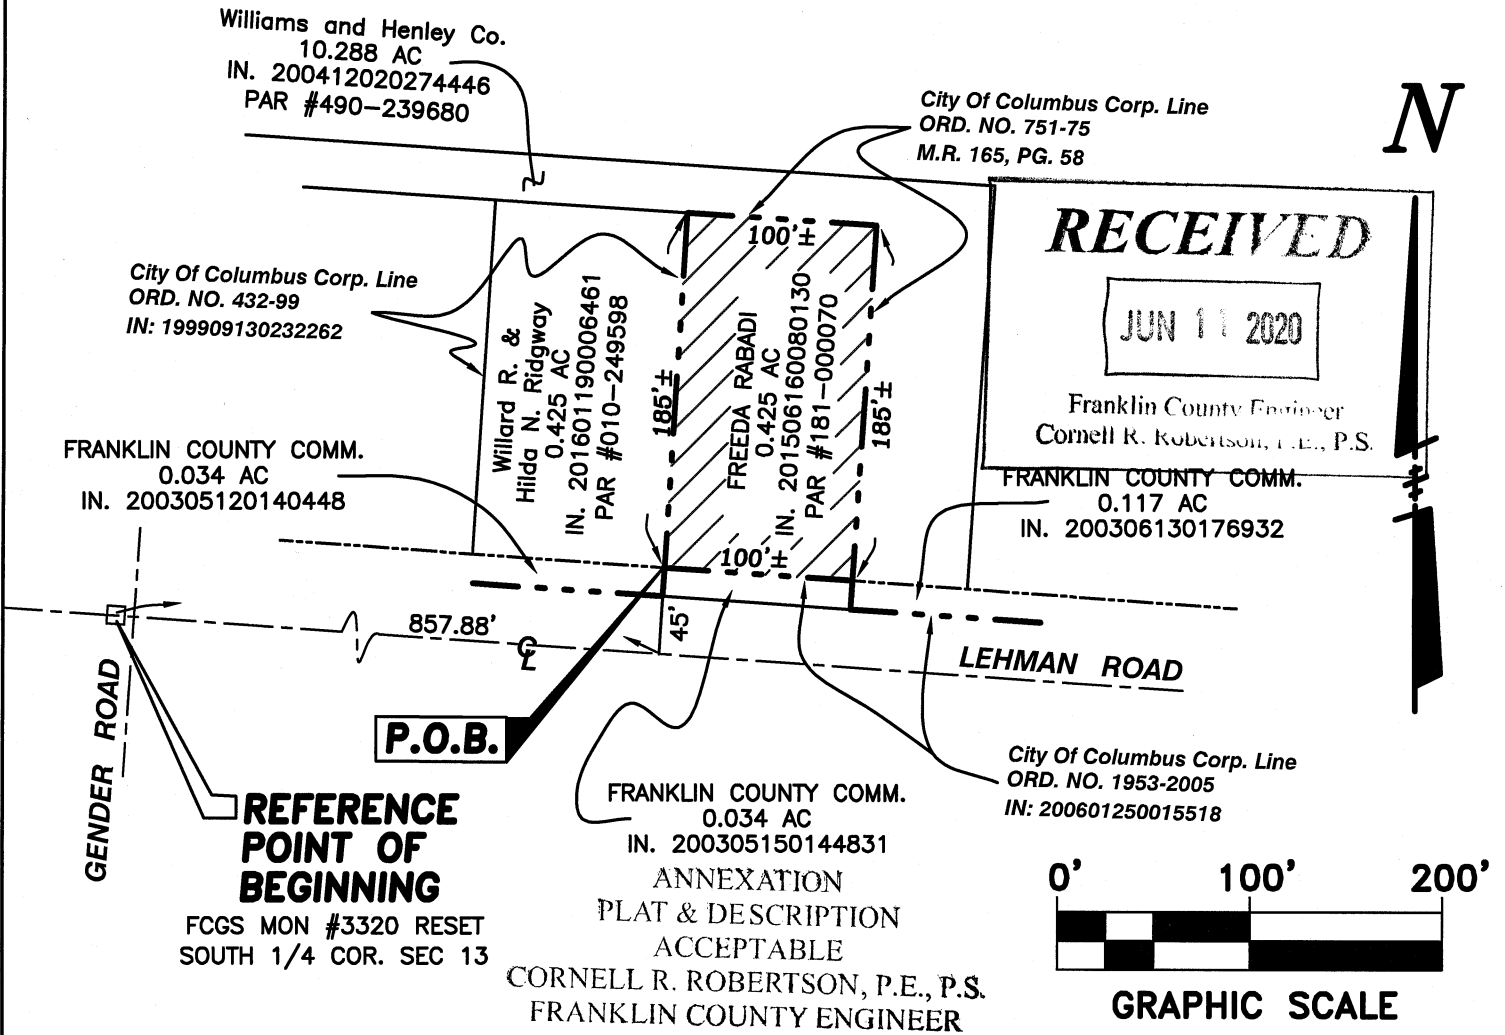 Williams and Henley Co.
10.288 AC
IN. 200412020274446
PAR #490-239680
City Of Columbus Corp. Line
ORD. NO. 751-75
M.R. 165, PG. 58
N
RECEIVED
JUN 11 2020
Franklin County Engineer
Cornell R. Robertson, P.E., P.S.
City Of Columbus Corp. Line
ORD. NO. 432-99
IN: 199909130232262
100'±
Willard R. &
Hilda N. Ridgway
0.425 AC
IN. 201601190006461
PAR #010-249598
185'±
FREEDA RABADI
0.425 AC
IN. 201506160080130
PAR #181-000070
185'±
100'±
FRANKLIN COUNTY COMM.
0.034 AC
IN. 200305120140448
FRANKLIN COUNTY COMM.
0.117 AC
IN. 200306130176932
857.88'
CL
45'
LEHMAN ROAD
GENDER ROAD
P.O.B.
REFERENCE
POINT OF
BEGINNING
FCGS MON #3320 RESET
SOUTH 1/4 COR. SEC 13
City Of Columbus Corp. Line
ORD. NO. 1953-2005
IN: 200601250015518
FRANKLIN COUNTY COMM.
0.034 AC
IN. 200305150144831
ANNEXATION
PLAT & DESCRIPTION
ACCEPTABLE
CORNELL R. ROBERTSON, P.E., P.S.
FRANKLIN COUNTY ENGINEER
0' 100' 200'
GRAPHIC SCALE